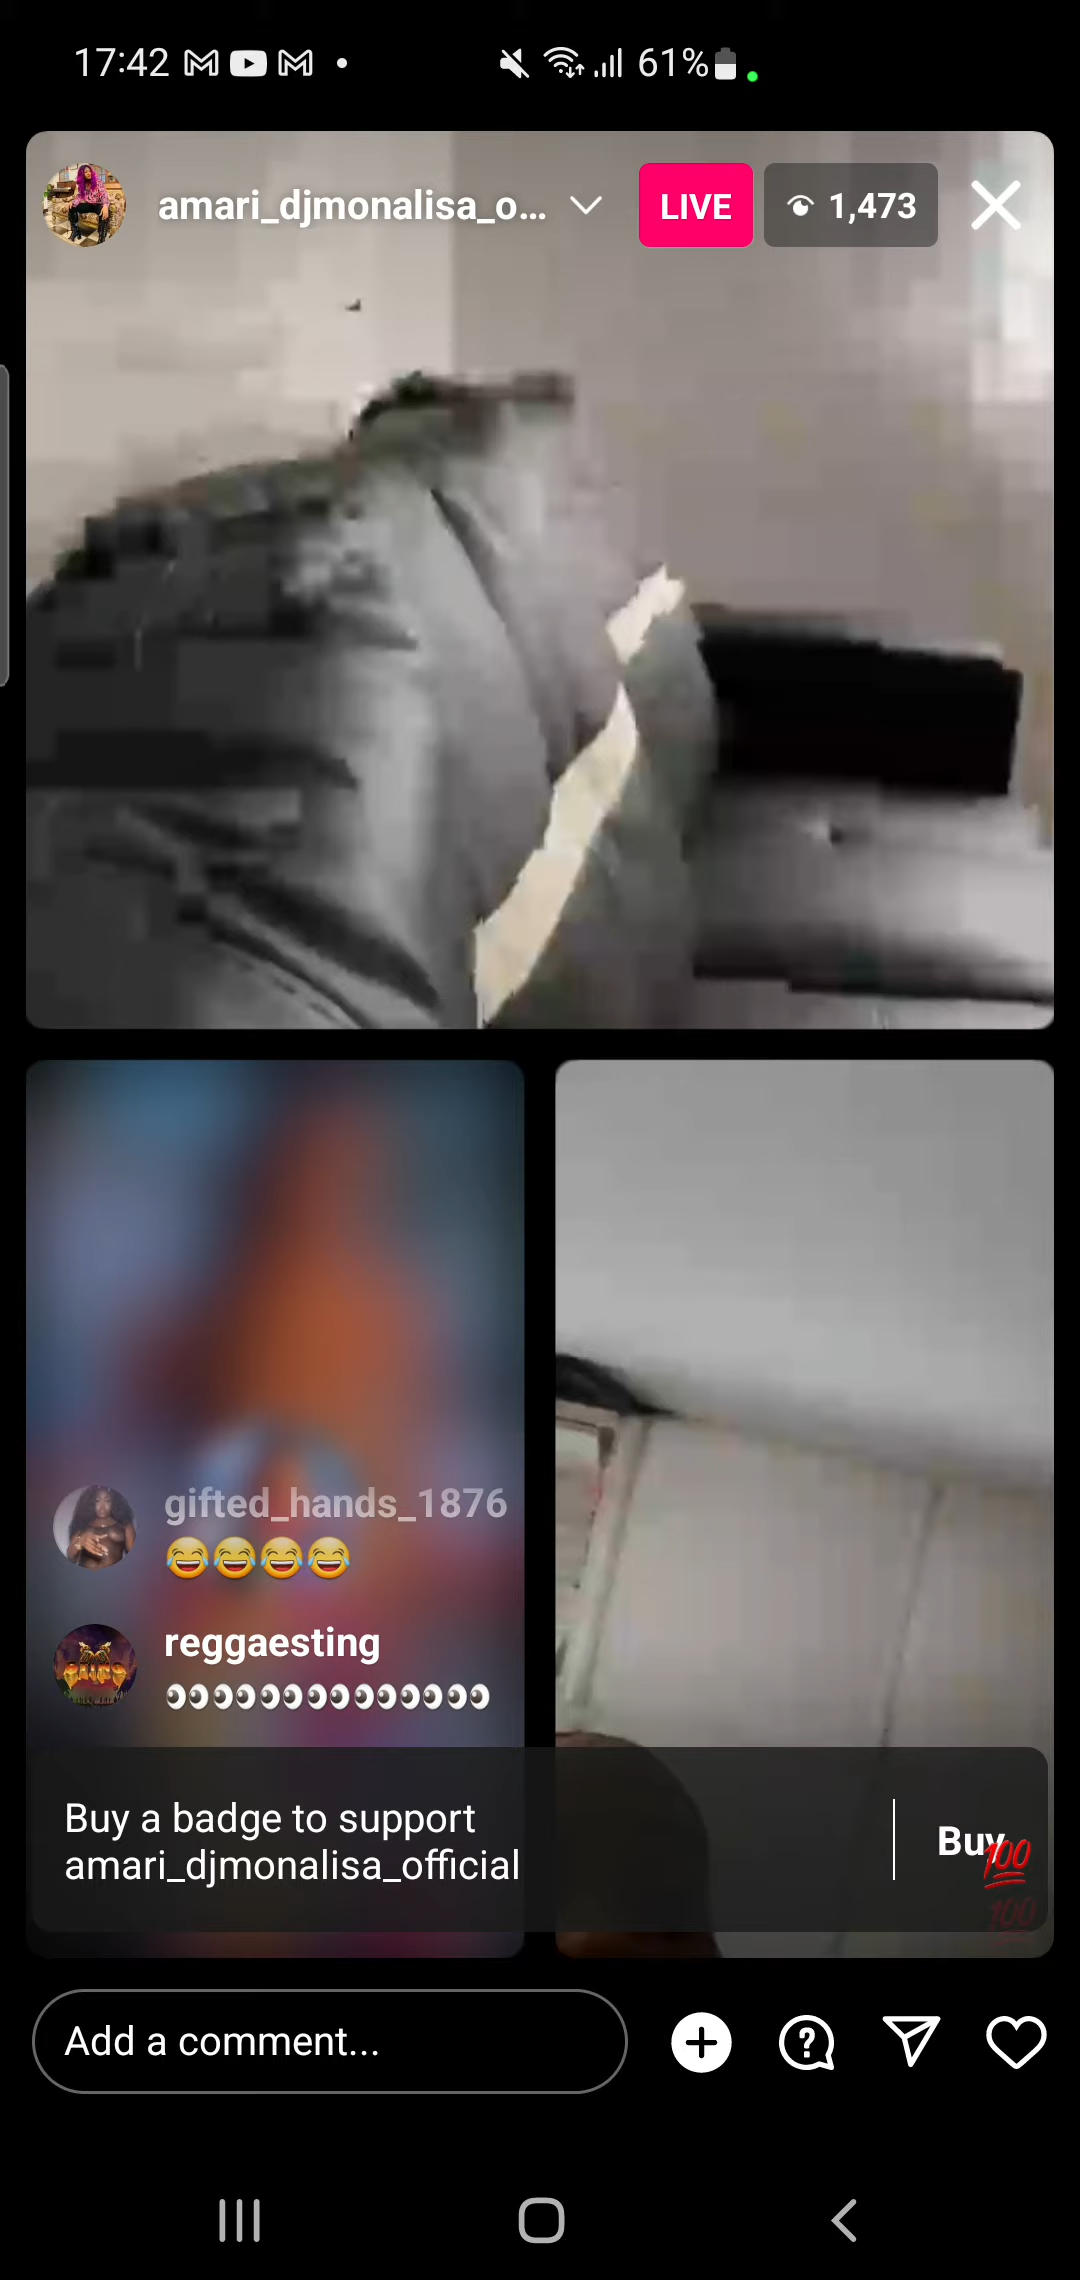 17:42
61%
amari_djmonalisa_o...
LIVE
1,473
gifted_hands_1876
😂😂😂😂
reggaesting
👀👀👀👀👀👀👀
Buy a badge to support
amari_djmonalisa_official
Buy
💯
💯
Add a comment...